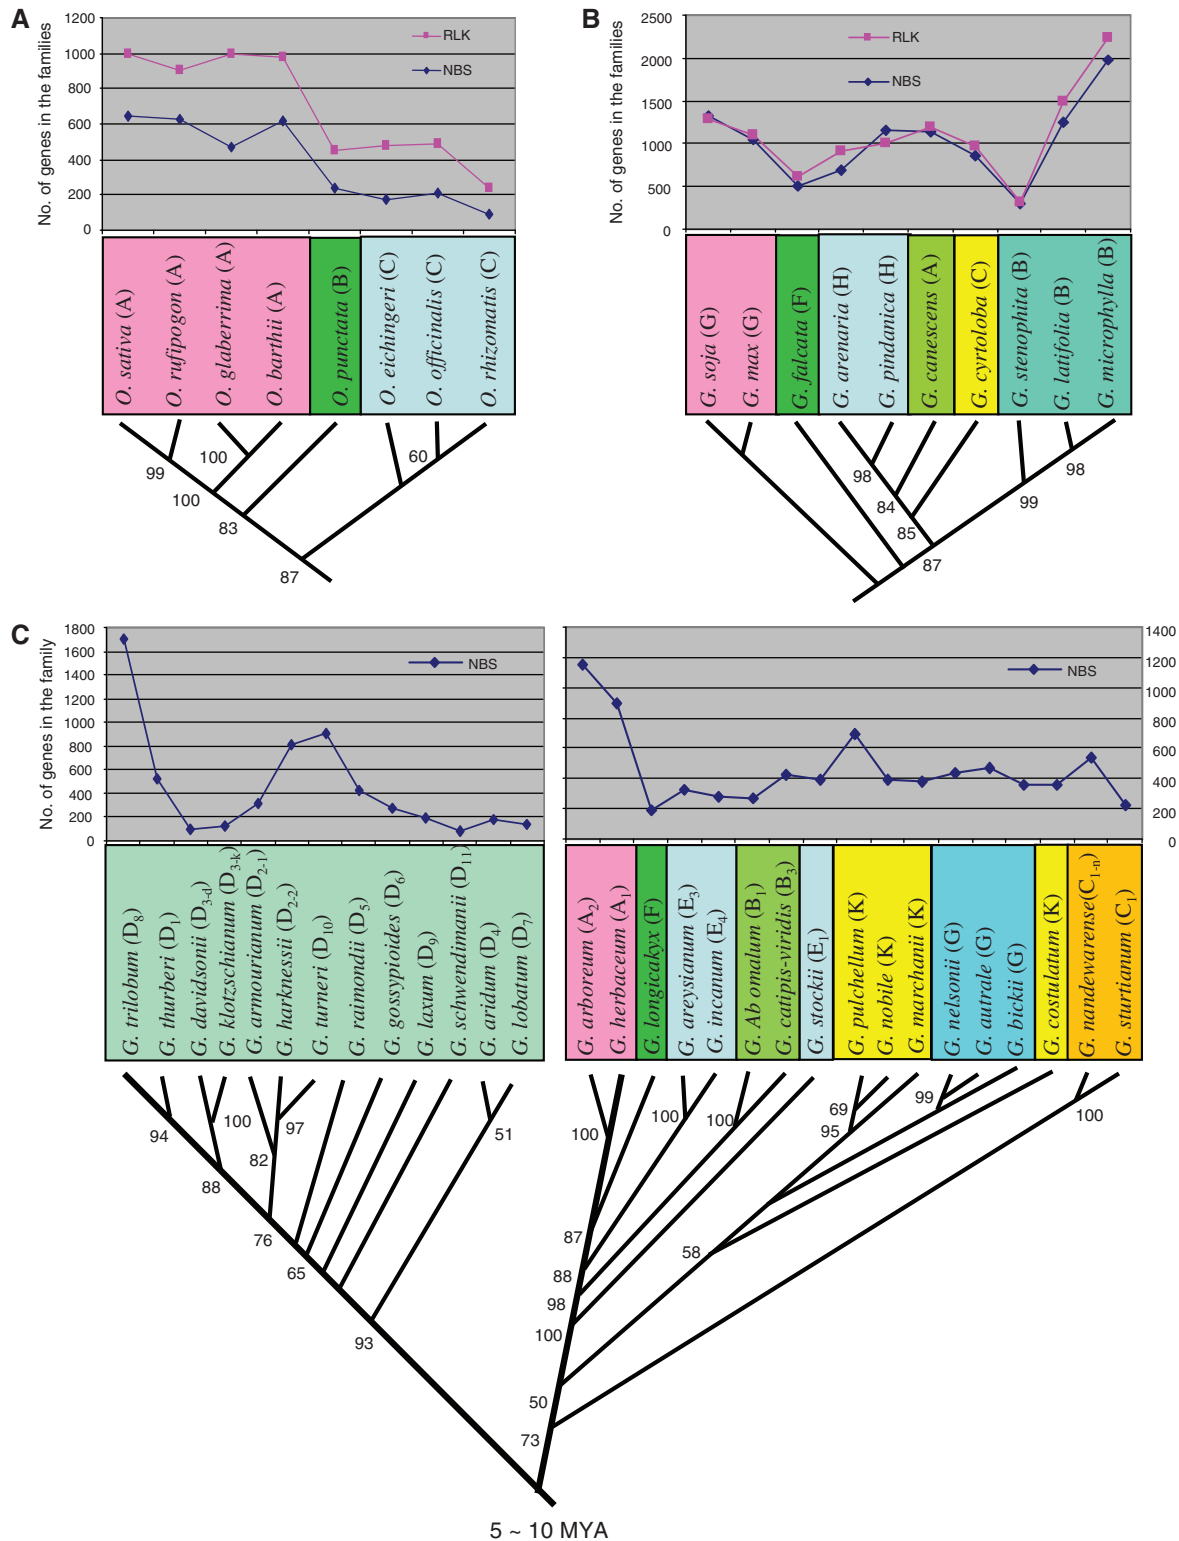 A
No. of genes in the families
1200
1000
800
600
400
200
0
RLK
NBS
O. sativa (A)
O. rufipogon (A)
O. glaberrima (A)
O. barthii (A)
O. punctata (B)
O. eichingeri (C)
O. officinalis (C)
O. rhizomatis (C)
99
100
100
83
60
87
B
No. of genes in the families
2500
2000
1500
1000
500
0
RLK
NBS
G. soja (G)
G. max (G)
G. falcata (F)
G. arenaria (H)
G. pindanica (H)
G. canescens (A)
G. cyrtoloba (C)
G. stenophita (B)
G. latifolia (B)
G. microphylla (B)
98
84
85
87
99
98
C
No. of genes in the family
1800
1600
1400
1200
1000
800
600
400
200
0
NBS
G. trilobum (D8)
G. thurberi (D1)
G. davidsonii (D3-d)
G. klotzschianum (D3-k)
G. armourianum (D2-1)
G. harknessii (D2-2)
G. turneri (D10)
G. raimondii (D5)
G. gossypioides (D6)
G. laxum (D9)
G. schwendimanii (D11)
G. aridum (D4)
G. lobatum (D7)
94
100
88
82
97
76
65
93
51
1400
1200
1000
800
600
400
200
0
NBS
G. arboreum (A2)
G. herbaceum (A1)
G. longicakyx (F)
G. areysianum (E3)
G. incanum (E4)
G. Ab omalum (B1)
G. catipis-viridis (B3)
G. stockii (E1)
G. pulchellum (K)
G. nobile (K)
G. marchanii (K)
G. nelsonii (G)
G. autrale (G)
G. bickii (G)
G. costulatum (K)
G. nandewarense(C1-n)
G. sturtianum (C1)
100
100
100
69
95
99
100
87
88
98
100
58
50
73
5 ~ 10 MYA